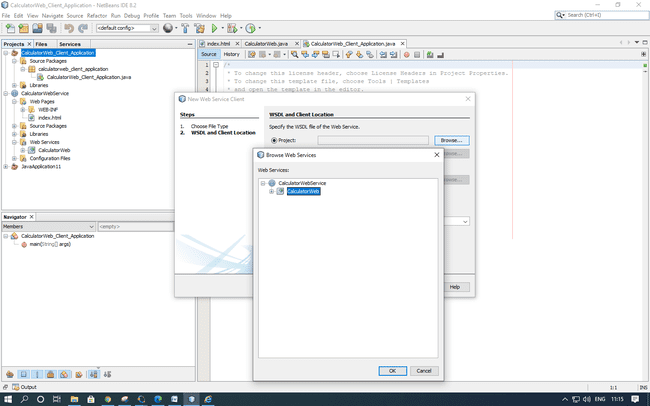 CalculatorWeb_Client_Application - NetBeans IDE 8.2
File Edit View Navigate Source Refactor Run Debug Profile Team Tools Window Help
Search (Ctrl+I)
<default config>
Projects Files Services
index.html CalculatorWeb.java CalculatorWeb_Client_Application.java
Source History
CalculatorWeb_Client_Application
Source Packages
calculatorweb_client_application
CalculatorWeb_Client_Application.java
Libraries
CalculatorWebService
Web Pages
WEB-INF
index.html
Source Packages
Libraries
Web Services
CalculatorWeb
Configuration Files
JavaApplication11
1 /*
* To change this license header, choose License Headers in Project Properties.
* To change this template file, choose Tools | Templates
* and open the template in the editor.
New Web Service Client
Steps
1. Choose File Type
2. WSDL and Client Location
WSDL and Client Location
Specify the WSDL file of the Web Service.
Project: Browse...
Help
Browse Web Services
Web Services:
CalculatorWebService
CalculatorWeb
OK Cancel
Navigator
Members <empty>
CalculatorWeb_Client_Application
main(String[] args)
Output
1:1 INS
ENG 11:15